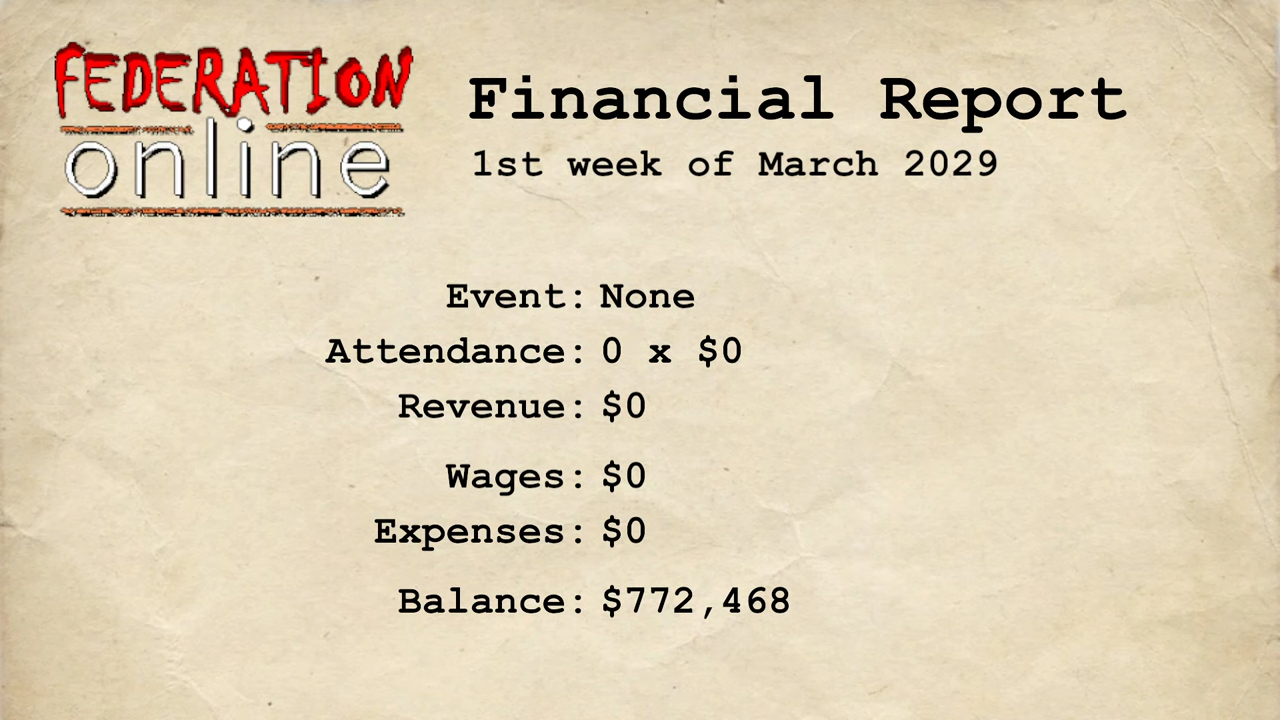 FEDERATION
online
Financial Report
1st week of March 2029
Event: None
Attendance: 0 x $0
Revenue: $0
Wages: $0
Expenses: $0
Balance: $772,468